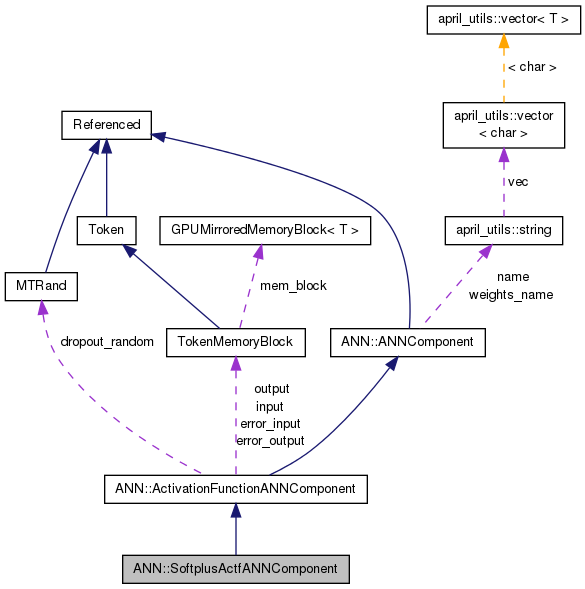 april_utils::vector< T >
< char >
april_utils::vector
< char >
Referenced
vec
Token
GPUMirroredMemoryBlock< T >
april_utils::string
MTRand
mem_block
name
weights_name
dropout_random
TokenMemoryBlock
ANN::ANNComponent
output
input
error_input
error_output
ANN::ActivationFunctionANNComponent
ANN::SoftplusActfANNComponent